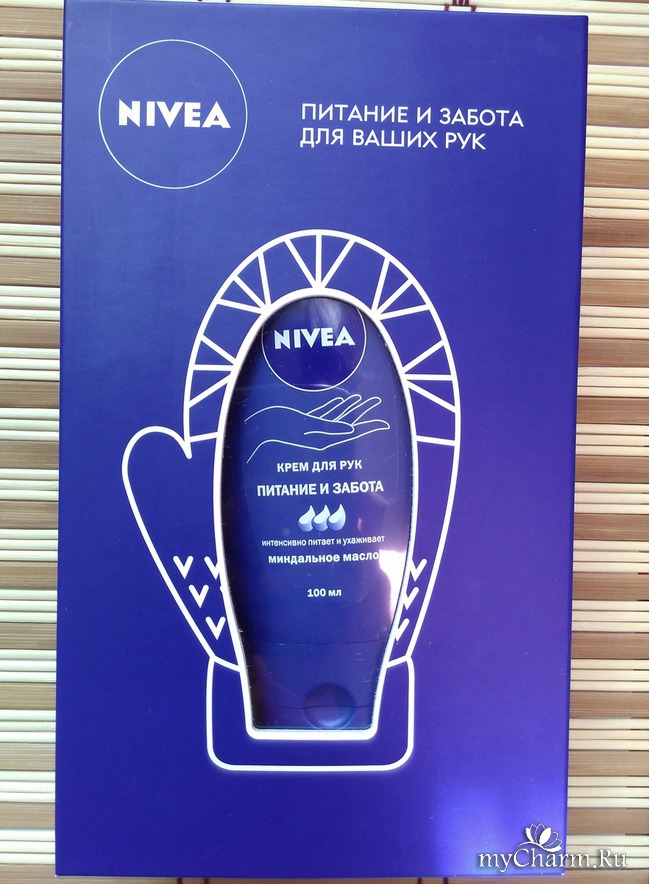 NIVEA
ПИТАНИЕ И ЗАБОТА
ДЛЯ ВАШИХ РУК
NIVEA
КРЕМ ДЛЯ РУК
ПИТАНИЕ И ЗАБОТА
интенсивно питает и ухаживает
миндальное масло
100 мл
myCharm.Ru